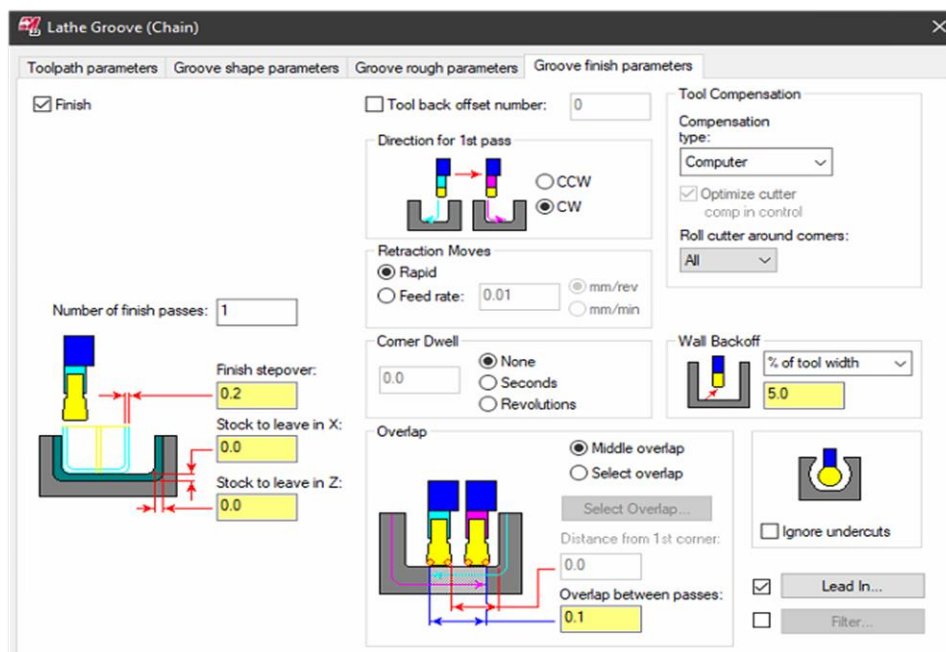 Lathe Groove (Chain)
Toolpath parameters
Groove shape parameters
Groove rough parameters
Groove finish parameters
Finish
Number of finish passes:
1
Finish stepover:
0.2
Stock to leave in X:
0.0
Stock to leave in Z:
0.0
Tool back offset number:
0
Direction for 1st pass
CCW
CW
Retraction Moves
Rapid
Feed rate:
0.01
mm/rev
mm/min
Corner Dwell
0.0
None
Seconds
Revolutions
Overlap
Middle overlap
Select overlap
Select Overlap...
Distance from 1st corner:
0.0
Overlap between passes:
0.1
Tool Compensation
Compensation
type:
Computer
Optimize cutter
comp in control
Roll cutter around corners:
All
Wall Backoff
% of tool width
5.0
Ignore undercuts
Lead In...
Filter...